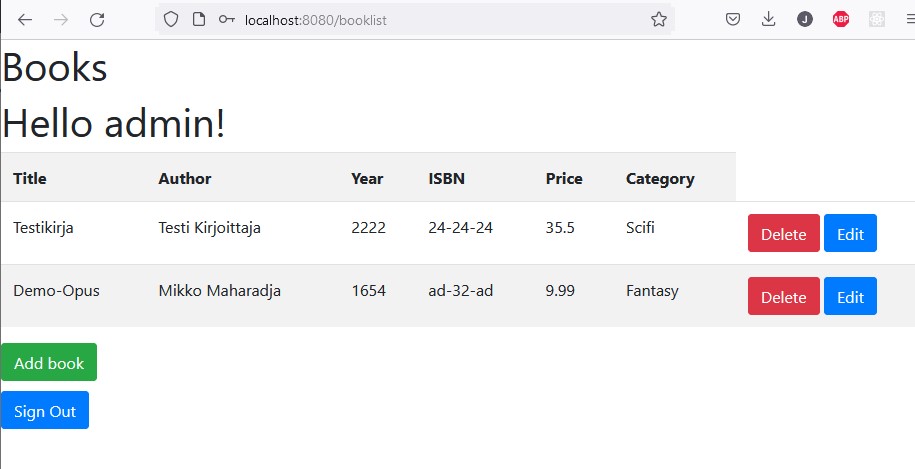 localhost:8080/booklist
J ABP
Books
Hello admin!
Title Author Year ISBN Price Category
Testikirja Testi Kirjoittaja 2222 24-24-24 35.5 Scifi Delete Edit
Demo-Opus Mikko Maharadja 1654 ad-32-ad 9.99 Fantasy Delete Edit
Add book
Sign Out